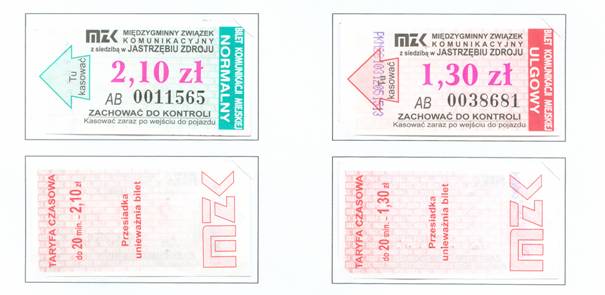 MZK MIĘDZYGMINNY ZWIĄZEK
KOMUNIKACYJNY
z siedzibą w JASTRZĘBIU ZDROJU
Tu
kasować
2,10 zł
AB 0011565
ZACHOWAĆ DO KONTROLI
Kasować zaraz po wejściu do pojazdu
NORMALNY
BILET KOMUNIKACJI MIEJSKIEJ
MZK MIĘDZYGMINNY ZWIĄZEK
KOMUNIKACYJNY
z siedzibą w JASTRZĘBIU ZDROJU
Tu
kasować
1,30 zł
AB 0038681
ZACHOWAĆ DO KONTROLI
Kasować zaraz po wejściu do pojazdu
ULGOWY
BILET KOMUNIKACJI MIEJSKIEJ
TARYFA CZASOWA
do 20 min. - 2,10 zł
Przesiadka
unieważnia bilet
MZK
TARYFA CZASOWA
do 20 min. - 1,30 zł
Przesiadka
unieważnia bilet
MZK